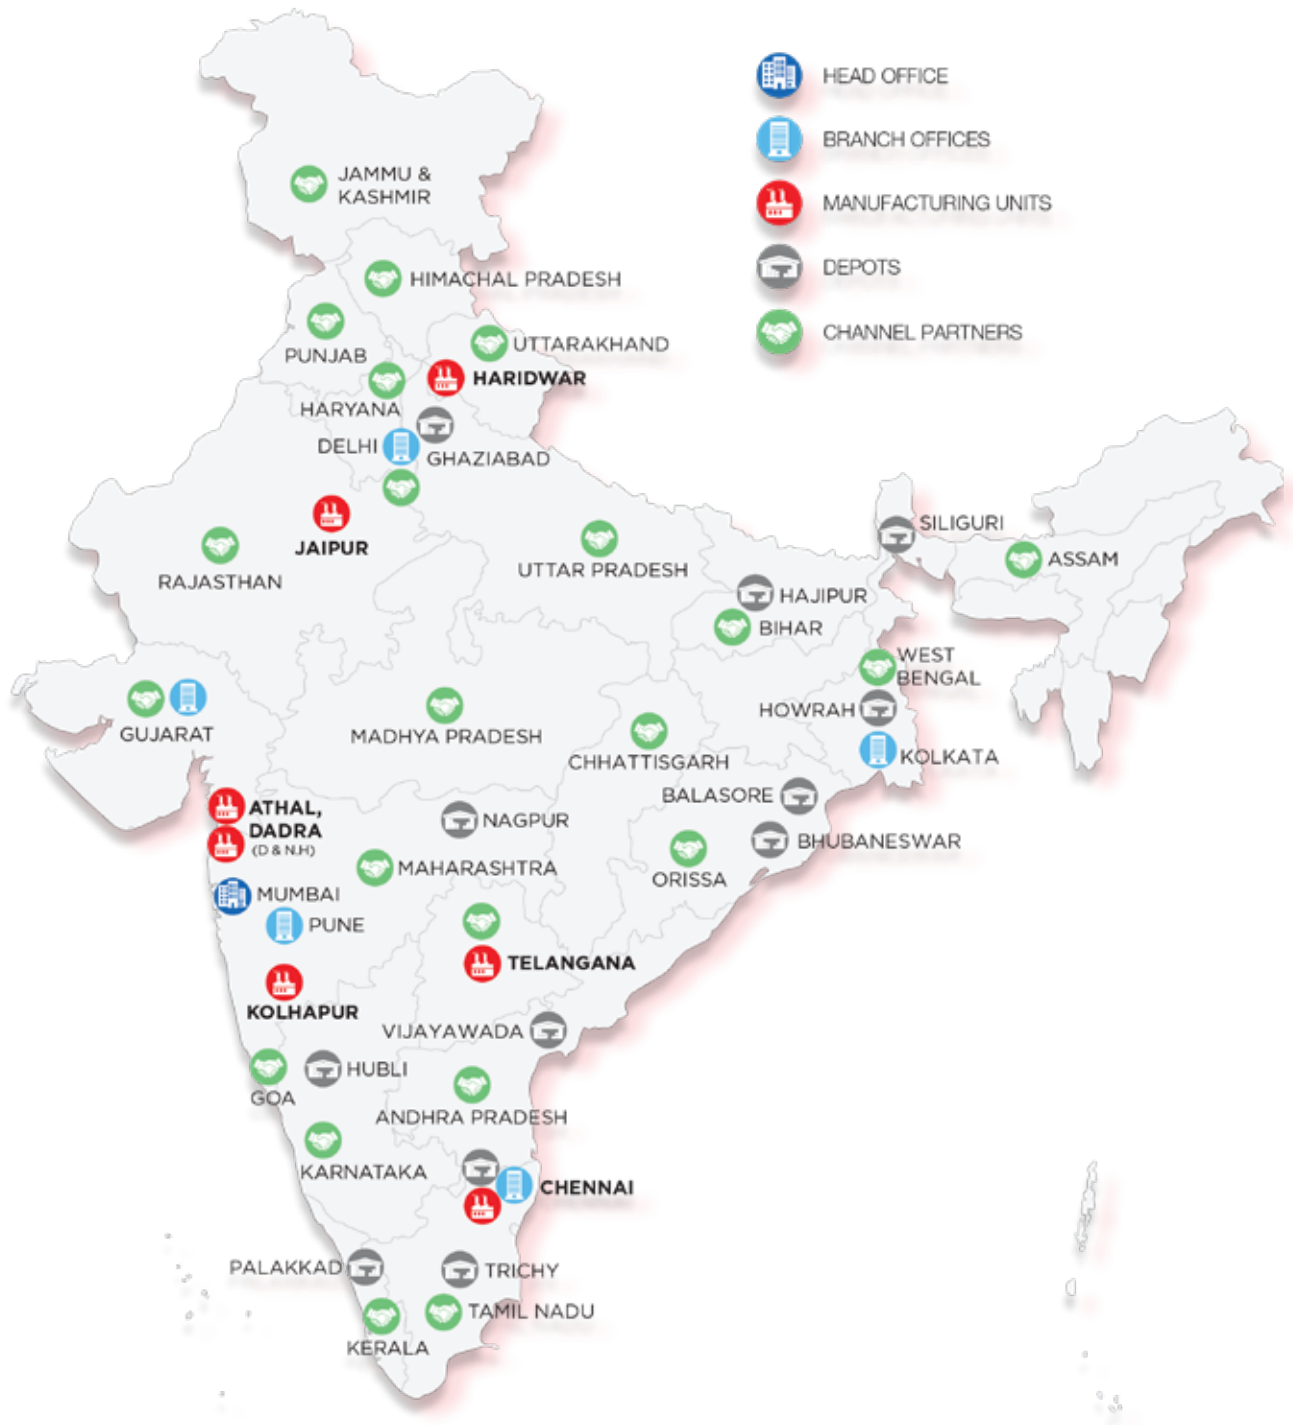 HEAD OFFICE
BRANCH OFFICES
MANUFACTURING UNITS
DEPOTS
CHANNEL PARTNERS
JAMMU &
KASHMIR
HIMACHAL PRADESH
PUNJAB
UTTARAKHAND
HARIDWAR
HARYANA
DELHI
GHAZIABAD
JAIPUR
RAJASTHAN
UTTAR PRADESH
SILIGURI
ASSAM
HAJIPUR
BIHAR
WEST
BENGAL
HOWRAH
KOLKATA
GUJARAT
MADHYA PRADESH
CHHATTISGARH
BALASORE
BHUBANESWAR
ORISSA
ATHAL,
DADRA
(D & N.H)
NAGPUR
MAHARASHTRA
MUMBAI
PUNE
TELANGANA
KOLHAPUR
VIJAYAWADA
HUBLI
GOA
ANDHRA PRADESH
KARNATAKA
CHENNAI
PALAKKAD
TRICHY
TAMIL NADU
KERALA